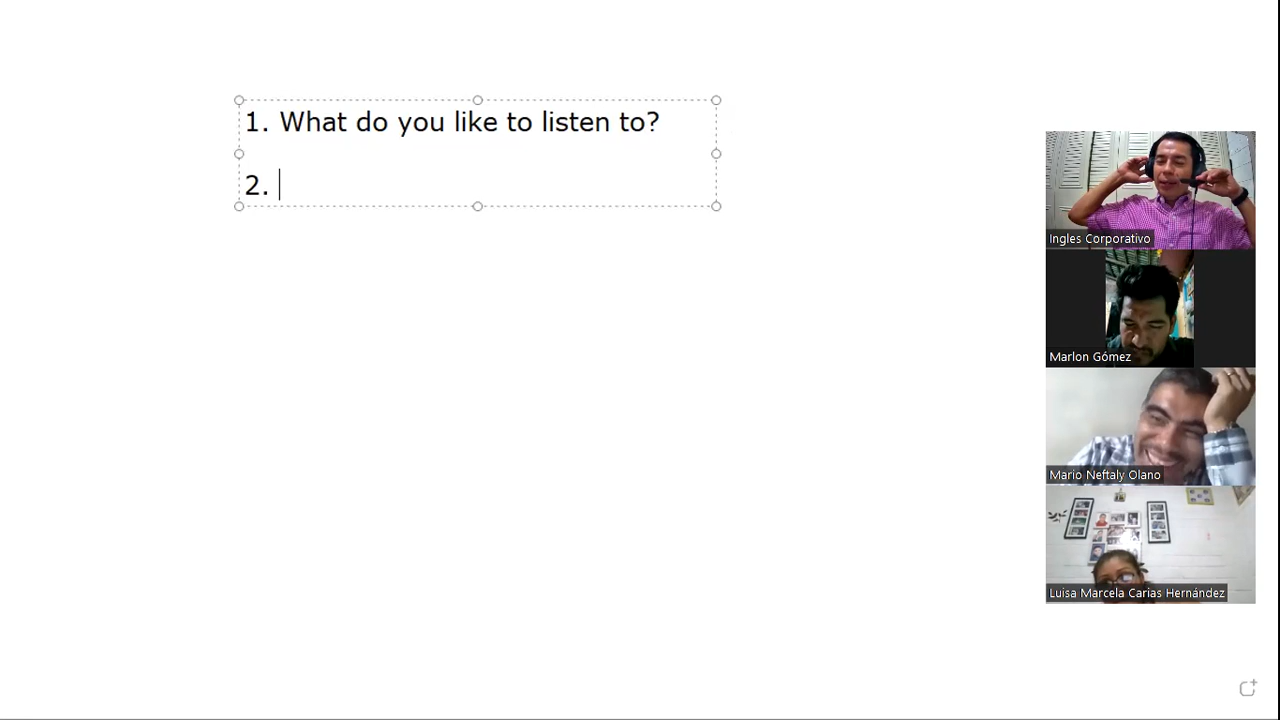 1. What do you like to listen to?
2.
Ingles Corporativo
Marlon Gómez
Mario Neftaly Olano
Luisa Marcela Carias Hernández